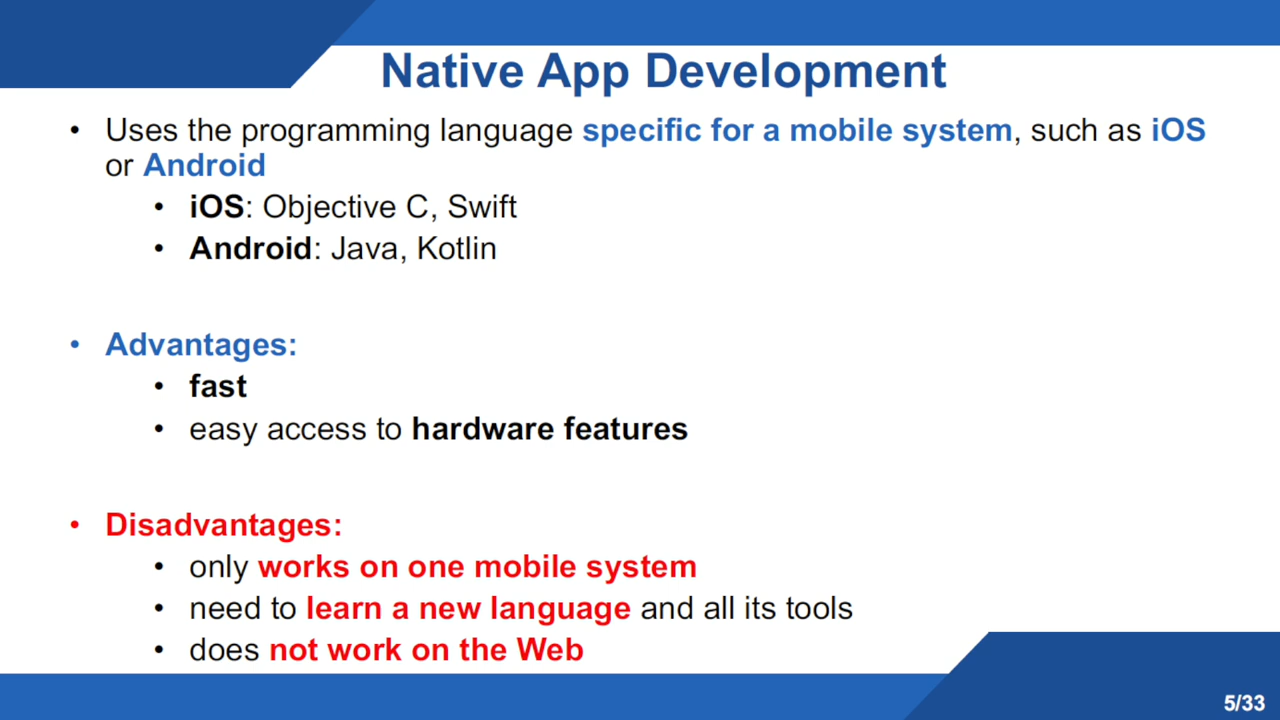 Native App Development
• Uses the programming language specific for a mobile system, such as iOS
or Android
• iOS: Objective C, Swift
• Android: Java, Kotlin
• Advantages:
• fast
• easy access to hardware features
• Disadvantages:
• only works on one mobile system
• need to learn a new language and all its tools
• does not work on the Web
5/33